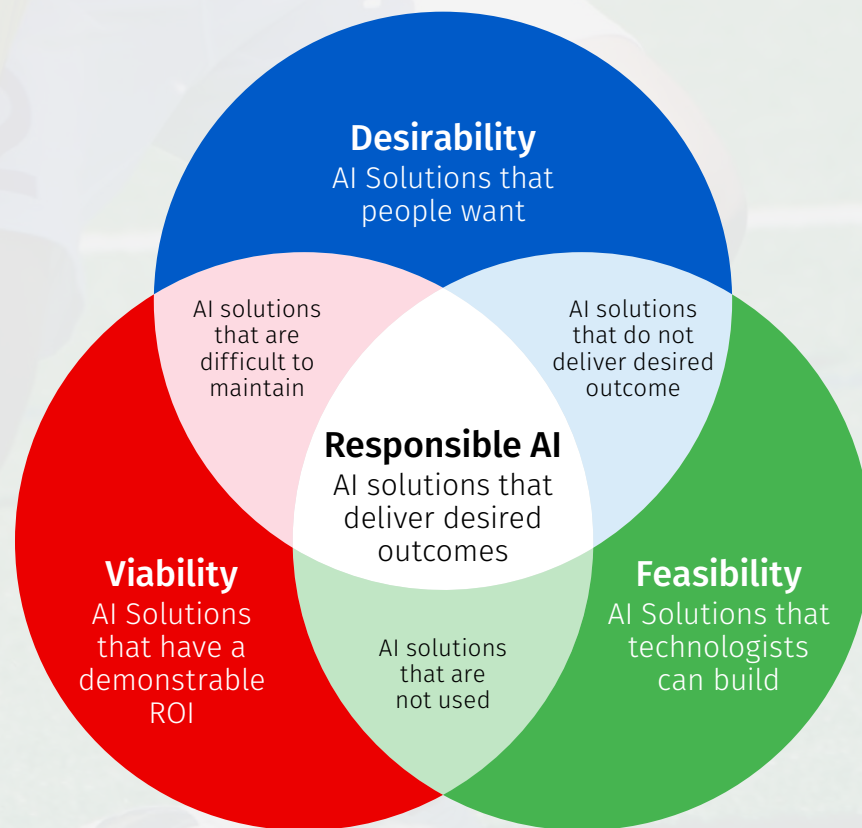 Desirability
AI Solutions that
people want
AI solutions
that are
difficult to
maintain
AI solutions
that do not
deliver desired
outcome
Responsible AI
AI solutions that
deliver desired
outcomes
Viability
AI Solutions
that have a
demonstrable
ROI
Feasibility
AI Solutions that
technologists
can build
AI solutions
that are
not used